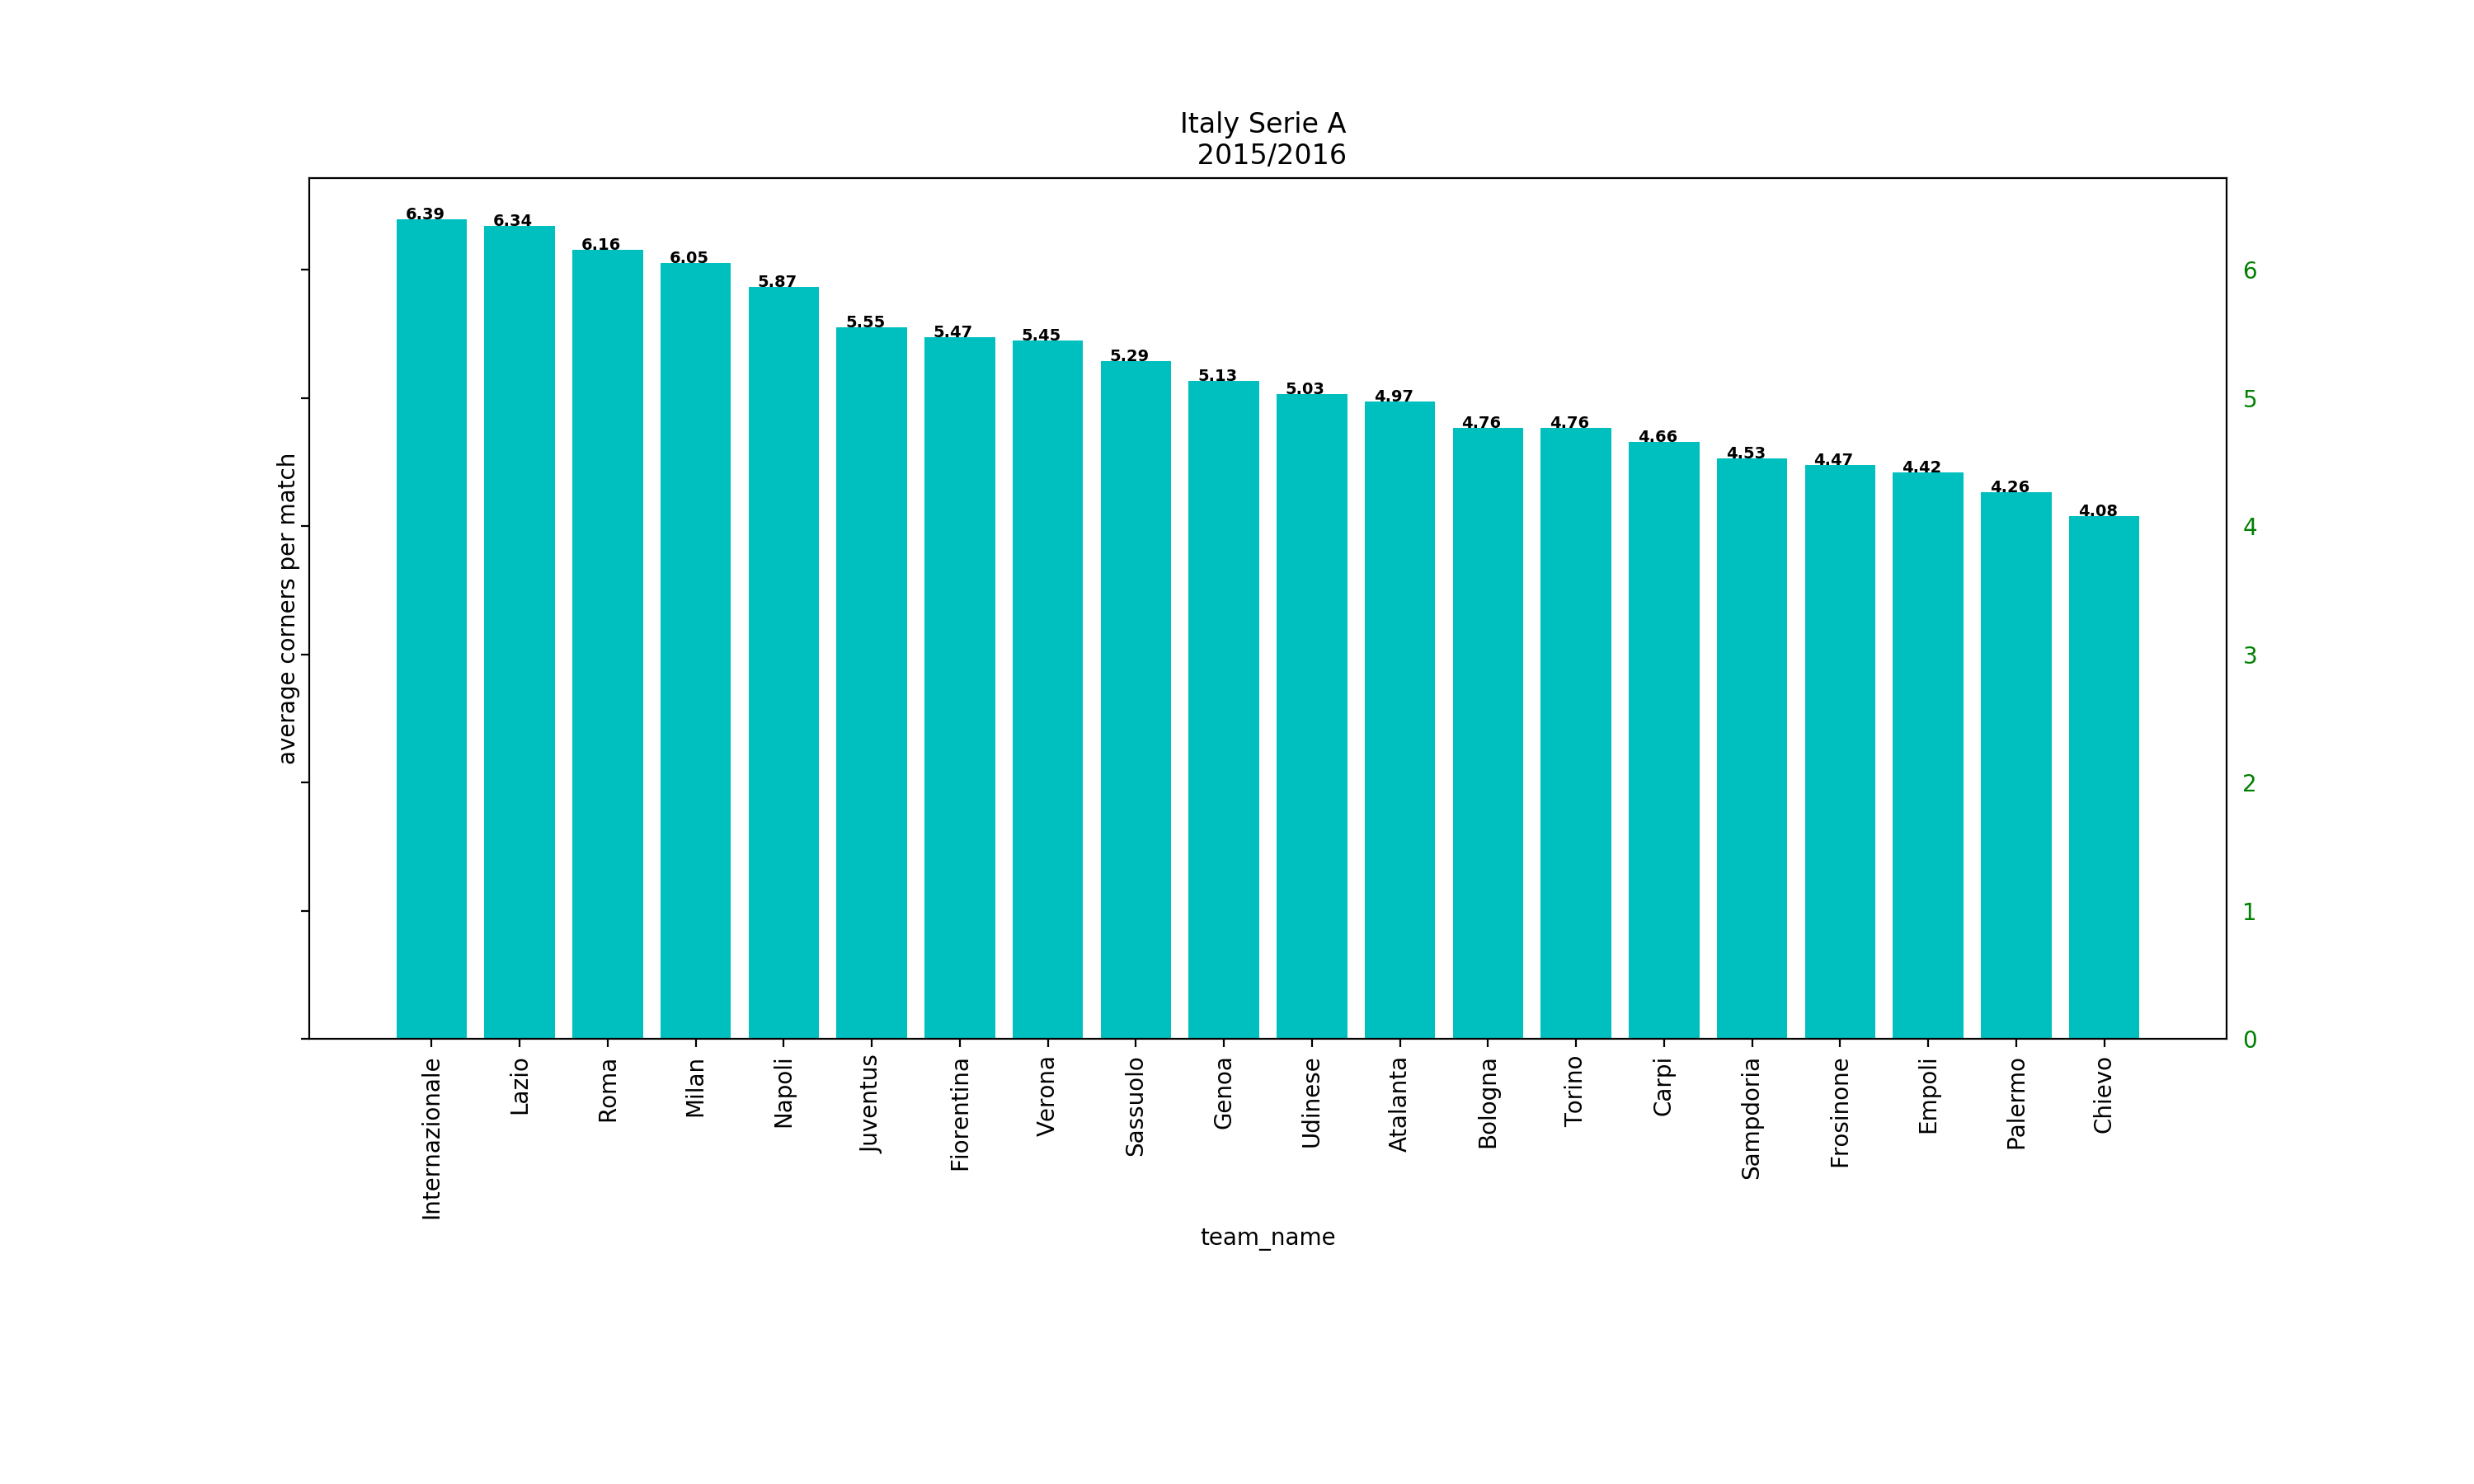 Italy Serie A
2015/2016
6.39
6.34
6.16
6.05
5.87
5.55
5.47
5.45
5.29
5.13
5.03
4.97
4.76
4.76
4.66
4.53
4.47
4.42
4.26
4.08
average corners per match
6
5
4
3
2
1
0
Internazionale
Lazio
Roma
Milan
Napoli
Juventus
Fiorentina
Verona
Sassuolo
Genoa
Udinese
Atalanta
Bologna
Torino
Carpi
Sampdoria
Frosinone
Empoli
Palermo
Chievo
team_name